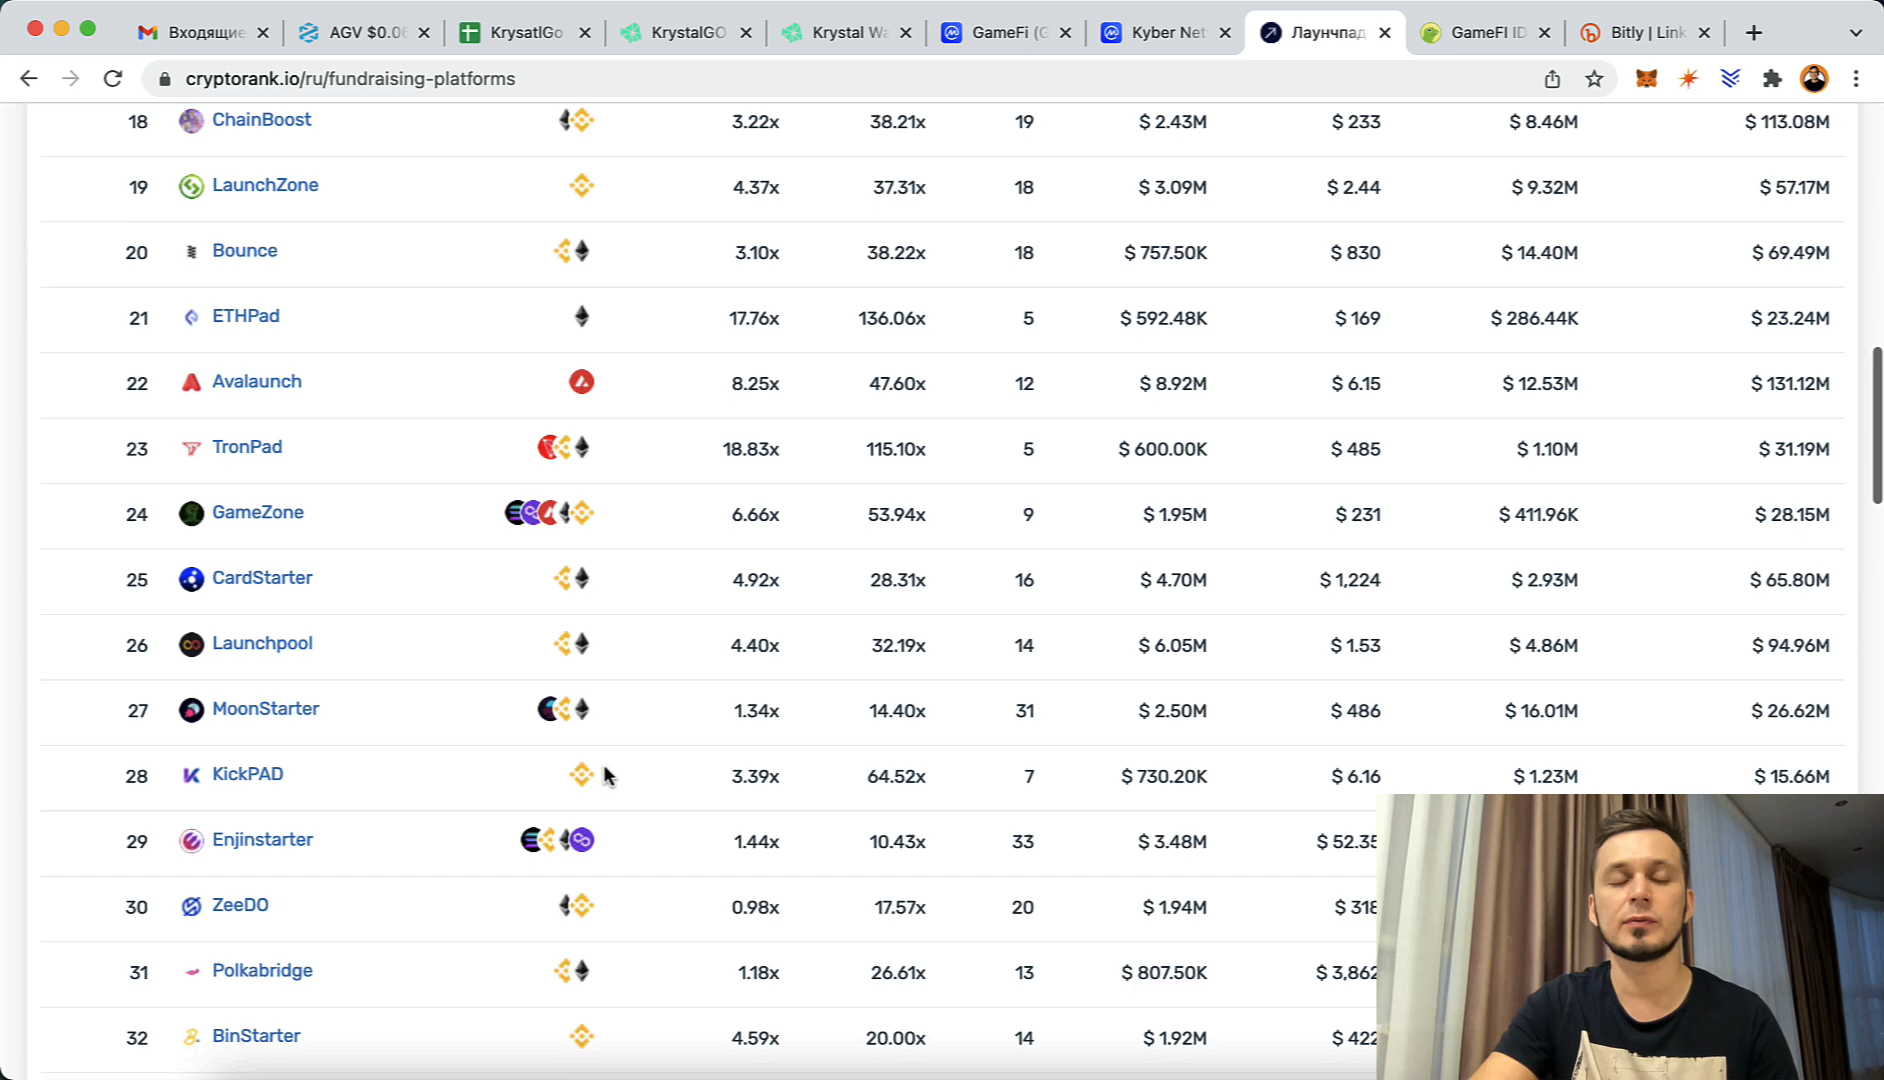 Входящие
AGV $0.06
KrysatlGo
KrystalGO
Krystal Wa
GameFi (G
Kyber Net
Лаунчпад
GameFI ID
Bitly | Link
cryptorank.io/ru/fundraising-platforms
18 ChainBoost 3.22x 38.21x 19 $ 2.43M $ 233 $ 8.46M $ 113.08M
19 LaunchZone 4.37x 37.31x 18 $ 3.09M $ 2.44 $ 9.32M $ 57.17M
20 Bounce 3.10x 38.22x 18 $ 757.50K $ 830 $ 14.40M $ 69.49M
21 ETHPad 17.76x 136.06x 5 $ 592.48K $ 169 $ 286.44K $ 23.24M
22 Avalaunch 8.25x 47.60x 12 $ 8.92M $ 6.15 $ 12.53M $ 131.12M
23 TronPad 18.83x 115.10x 5 $ 600.00K $ 485 $ 1.10M $ 31.19M
24 GameZone 6.66x 53.94x 9 $ 1.95M $ 231 $ 411.96K $ 28.15M
25 CardStarter 4.92x 28.31x 16 $ 4.70M $ 1,224 $ 2.93M $ 65.80M
26 Launchpool 4.40x 32.19x 14 $ 6.05M $ 1.53 $ 4.86M $ 94.96M
27 MoonStarter 1.34x 14.40x 31 $ 2.50M $ 486 $ 16.01M $ 26.62M
28 KickPAD 3.39x 64.52x 7 $ 730.20K $ 6.16 $ 1.23M $ 15.66M
29 Enjinstarter 1.44x 10.43x 33 $ 3.48M $ 52.35
30 ZeeDO 0.98x 17.57x 20 $ 1.94M $ 318
31 Polkabridge 1.18x 26.61x 13 $ 807.50K $ 3,862
32 BinStarter 4.59x 20.00x 14 $ 1.92M $ 422